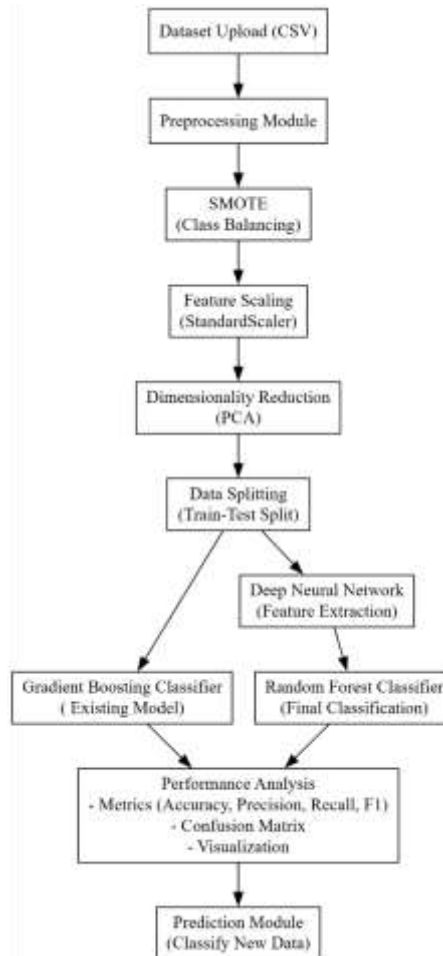 Dataset Upload (CSV)
Preprocessing Module
SMOTE
(Class Balancing)
Feature Scaling
(StandardScaler)
Dimensionality Reduction
(PCA)
Data Splitting
(Train-Test Split)
Deep Neural Network
(Feature Extraction)
Gradient Boosting Classifier
( Existing Model)
Random Forest Classifier
(Final Classification)
Performance Analysis
- Metrics (Accuracy, Precision, Recall, F1)
- Confusion Matrix
- Visualization
Prediction Module
(Classify New Data)